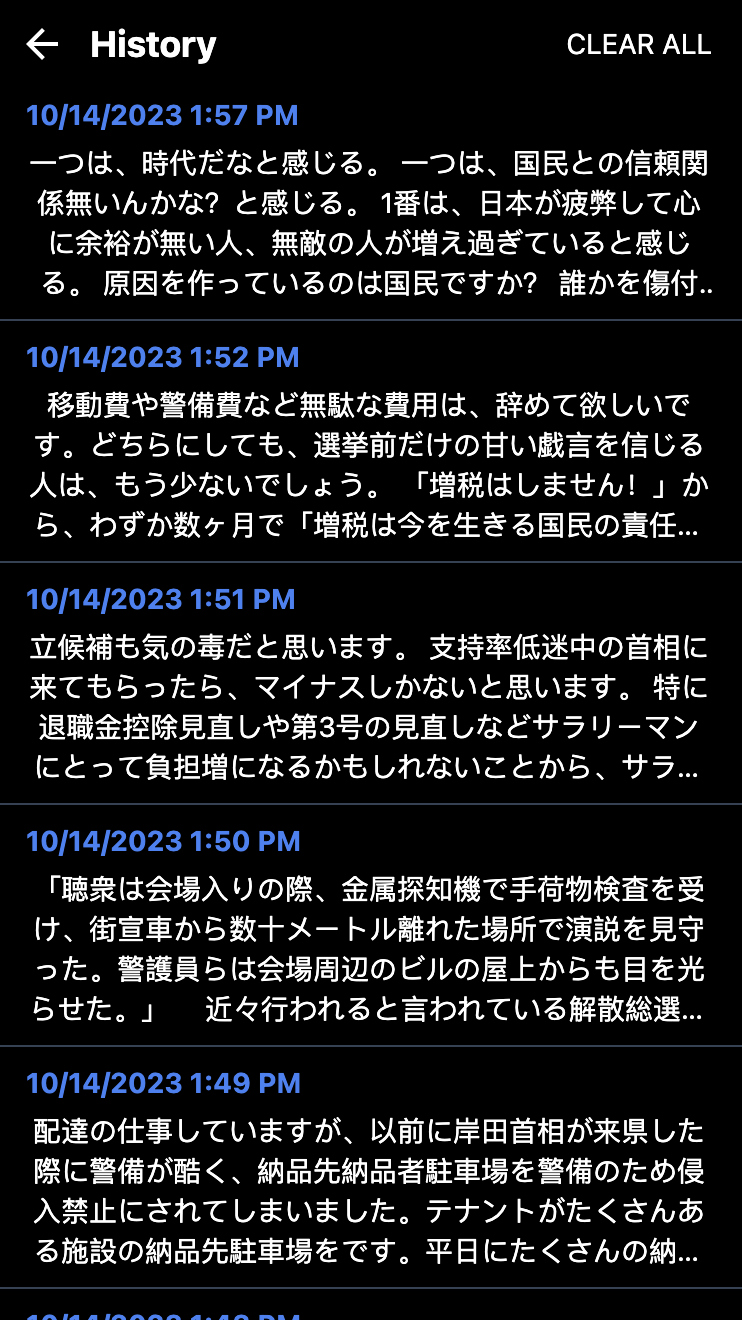 History
CLEAR ALL
10/14/2023 1:57 PM
一つは、時代だなと感じる。 一つは、国民との信頼関
係無いんかな？と感じる。 1番は、日本が疲弊して心
に余裕が無い人、無敵の人が増え過ぎていると感じ
る。 原因を作っているのは国民ですか？ 誰かを傷付..
10/14/2023 1:52 PM
移動費や警備費など無駄な費用は、辞めて欲しいで
す。どちらにしても、選挙前だけの甘い戯言を信じる
人は、もう少ないでしょう。 「増税はしません！」か
ら、わずか数ヶ月で「増税は今を生きる国民の責任...
10/14/2023 1:51 PM
立候補も気の毒だと思います。 支持率低迷中の首相に
来てもらったら、マイナスしかないと思います。 特に
退職金控除見直しや第3号の見直しなどサラリーマン
にとって負担増になるかもしれないことから、サラ...
10/14/2023 1:50 PM
「聴衆は会場入りの際、金属探知機で手荷物検査を受
け、街宣車から数十メートル離れた場所で演説を見守
った。警護員らは会場周辺のビルの屋上からも目を光
らせた。」 近々行われると言われている解散総選...
10/14/2023 1:49 PM
配達の仕事していますが、以前に岸田首相が来県した
際に警備が酷く、納品先納品者駐車場を警備のため侵
入禁止にされてしまいました。テナントがたくさんあ
る施設の納品先駐車場をです。平日にたくさんの納...